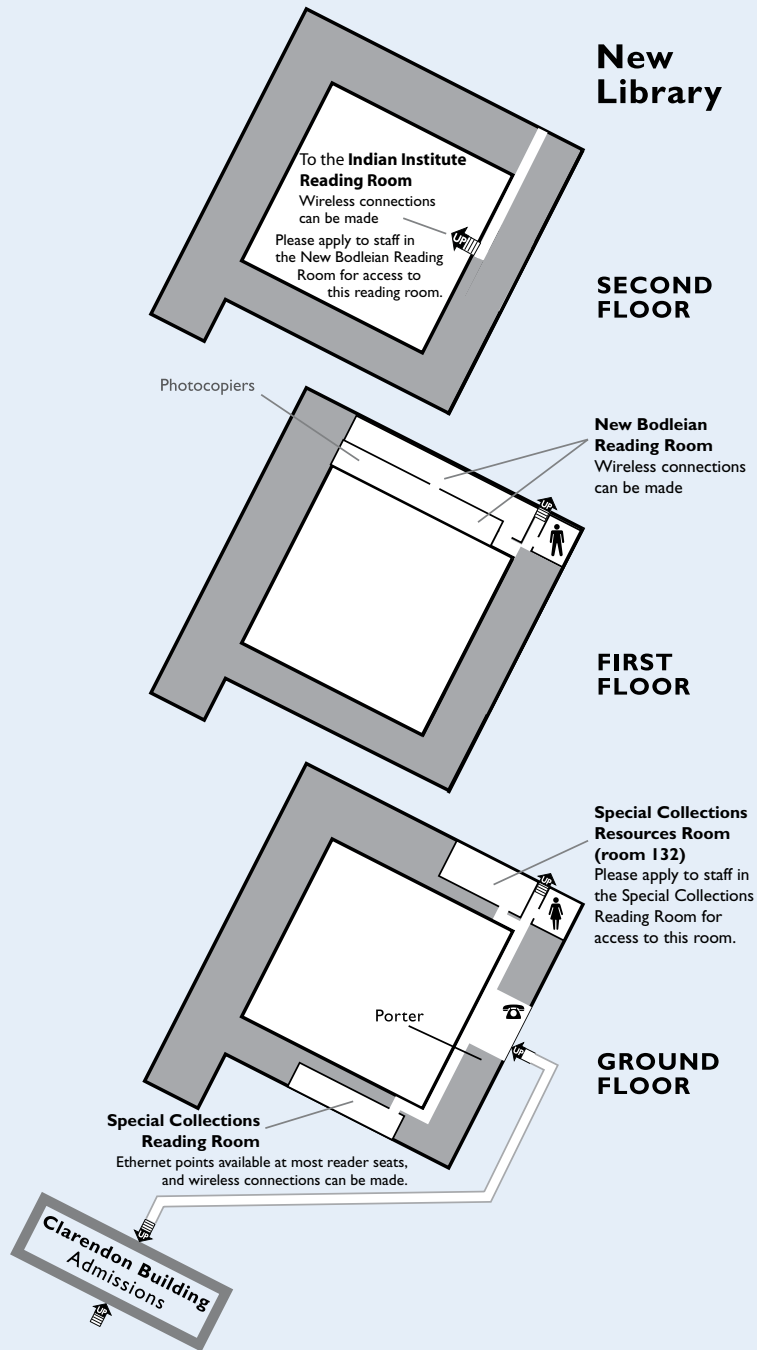 New
Library
To the Indian Institute
Reading Room
Wireless connections
can be made
UP
Please apply to staff in
the New Bodleian Reading
Room for access to
this reading room.
SECOND
FLOOR
Photocopiers
New Bodleian
Reading Room
Wireless connections
can be made
UP
FIRST
FLOOR
Special Collections
Resources Room
(room 132)
Please apply to staff in
the Special Collections
Reading Room for
access to this room.
UP
Porter
UP
GROUND
FLOOR
Special Collections
Reading Room
Ethernet points available at most reader seats,
and wireless connections can be made.
UP
Clarendon Building
Admissions
UP